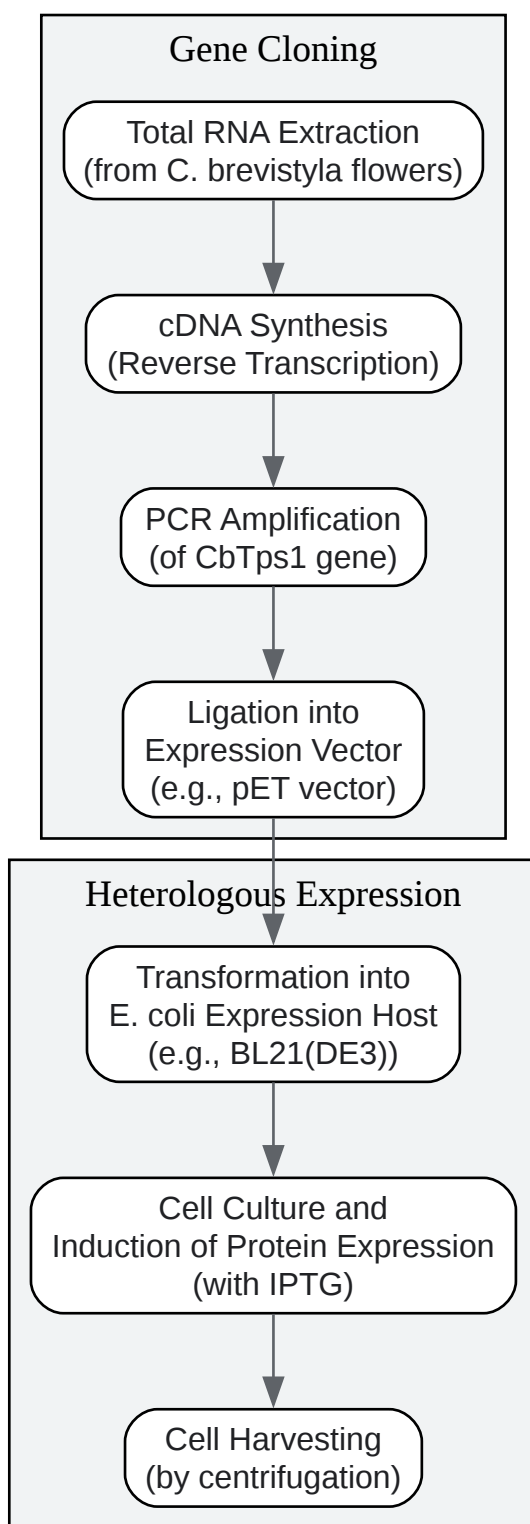 Gene Cloning
Total RNA Extraction
(from C. brevistyla flowers)
cDNA Synthesis
(Reverse Transcription)
PCR Amplification
(of CbTps1 gene)
Ligation into
Expression Vector
(e.g., pET vector)
Heterologous Expression
Transformation into
E. coli Expression Host
(e.g., BL21(DE3))
Cell Culture and
Induction of Protein Expression
(with IPTG)
Cell Harvesting
(by centrifugation)